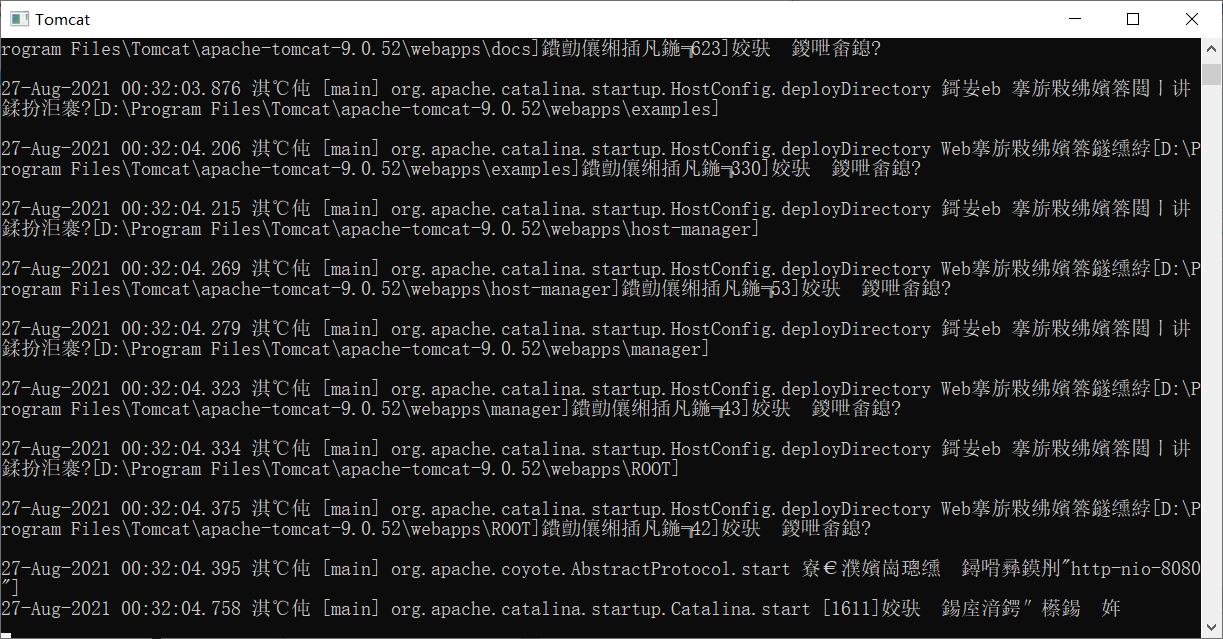 Tomcat
rogram Files\Tomcat\apache-tomcat-9.0.52\webapps\docs]鐨勯儴缃插凡鍦╗623]姣驮  鍐呭畬鎴?
27-Aug-2021 00:32:03.876 淇℃伅 [main] org.apache.catalina.startup.HostConfig.deployDirectory 鎶妛eb 搴旂敤绋嬪簭閮ㄧ讲
鍒扮洰褰?[D:\Program Files\Tomcat\apache-tomcat-9.0.52\webapps\examples]
27-Aug-2021 00:32:04.206 淇℃伅 [main] org.apache.catalina.startup.HostConfig.deployDirectory Web搴旂敤绋嬪簭鐩綍[D:\P
rogram Files\Tomcat\apache-tomcat-9.0.52\webapps\examples]鐨勯儴缃插凡鍦╗330]姣驮  鍐呭畬鎴?
27-Aug-2021 00:32:04.215 淇℃伅 [main] org.apache.catalina.startup.HostConfig.deployDirectory 鎶妛eb 搴旂敤绋嬪簭閮ㄧ讲
鍒扮洰褰?[D:\Program Files\Tomcat\apache-tomcat-9.0.52\webapps\host-manager]
27-Aug-2021 00:32:04.269 淇℃伅 [main] org.apache.catalina.startup.HostConfig.deployDirectory Web搴旂敤绋嬪簭鐩綍[D:\P
rogram Files\Tomcat\apache-tomcat-9.0.52\webapps\host-manager]鐨勯儴缃插凡鍦╗53]姣驮  鍐呭畬鎴?
27-Aug-2021 00:32:04.279 淇℃伅 [main] org.apache.catalina.startup.HostConfig.deployDirectory 鎶妛eb 搴旂敤绋嬪簭閮ㄧ讲
鍒扮洰褰?[D:\Program Files\Tomcat\apache-tomcat-9.0.52\webapps\manager]
27-Aug-2021 00:32:04.323 淇℃伅 [main] org.apache.catalina.startup.HostConfig.deployDirectory Web搴旂敤绋嬪簭鐩綍[D:\P
rogram Files\Tomcat\apache-tomcat-9.0.52\webapps\manager]鐨勯儴缃插凡鍦╗43]姣驮  鍐呭畬鎴?
27-Aug-2021 00:32:04.334 淇℃伅 [main] org.apache.catalina.startup.HostConfig.deployDirectory 鎶妛eb 搴旂敤绋嬪簭閮ㄧ讲
鍒扮洰褰?[D:\Program Files\Tomcat\apache-tomcat-9.0.52\webapps\ROOT]
27-Aug-2021 00:32:04.375 淇℃伅 [main] org.apache.catalina.startup.HostConfig.deployDirectory Web搴旂敤绋嬪簭鐩綍[D:\P
rogram Files\Tomcat\apache-tomcat-9.0.52\webapps\ROOT]鐨勯儴缃插凡鍦╗42]姣驮  鍐呭畬鎴?
27-Aug-2021 00:32:04.395 淇℃伅 [main] org.apache.coyote.AbstractProtocol.start 寮€濮嬪崗璁  鐞嗗彞鏌刐"http-nio-8080
"]
27-Aug-2021 00:32:04.758 淇℃伅 [main] org.apache.catalina.startup.Catalina.start [1611]姣驮